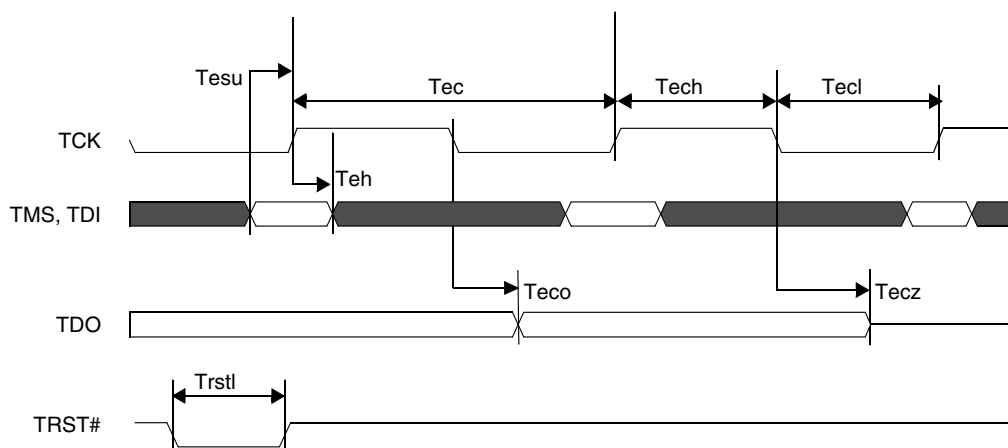 Tesu
Tec
Tech
Tecl
TCK
Teh
TMS, TDI
Teco
Tecz
TDO
Trstl
TRST#